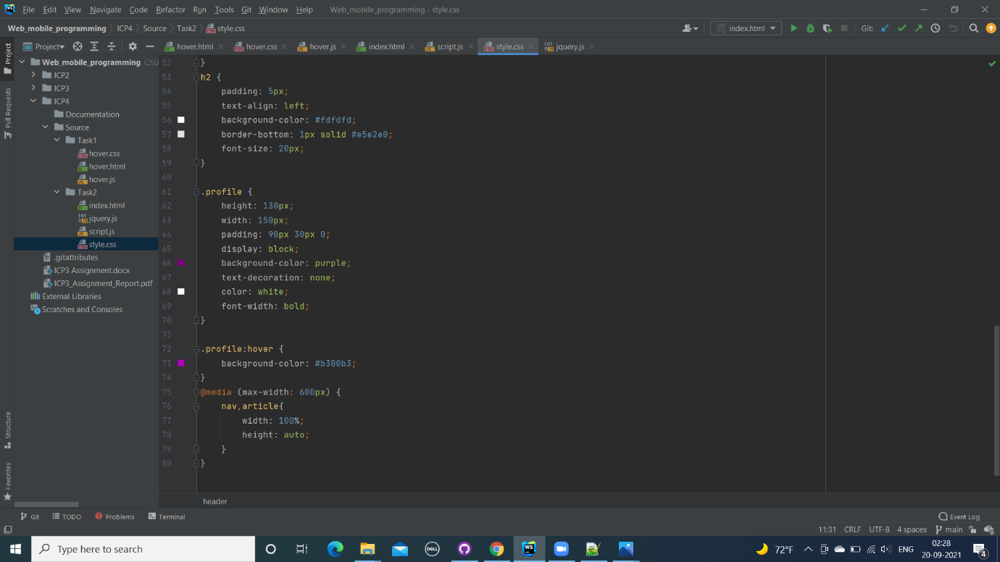 WS File Edit View Navigate Code Refactor Run Tools Git Window Help Web_mobile_programming - style.css
Web_mobile_programming ICP4 Source Task2 style.css index.html Git:
Project hover.html hover.css hover.js index.html script.js style.css jquery.js
Web_mobile_programming C:\U
ICP2
ICP3
ICP4
Documentation
Source
Task1
hover.css
hover.html
hover.js
Task2
index.html
jquery.js
script.js
style.css
.gitattributes
ICP3 Assignment.docx
ICP3_Assignment_Report.pdf
External Libraries
Scratches and Consoles
Project
Pull Requests
Structure
Favorites
52 }
53 h2 {
54 padding: 5px;
55 text-align: left;
56 background-color: #fdfdfd;
57 border-bottom: 1px solid #e5e2e0;
58 font-size: 20px;
59 }
60
61 .profile {
62 height: 130px;
63 width: 150px;
64 padding: 90px 30px 0;
65 display: block;
66 background-color: purple;
67 text-decoration: none;
68 color: white;
69 font-width: bold;
70 }
71
72 .profile:hover {
73 background-color: #b300b3;
74 }
75 @media (max-width: 600px) {
76 nav,article{
77 width: 100%;
78 height: auto;
79 }
80 }
header
Git TODO Problems Terminal Event Log
11:31 CRLF UTF-8 4 spaces main
Type here to search DELL WS 72°F ENG 02:28
20-09-2021 4